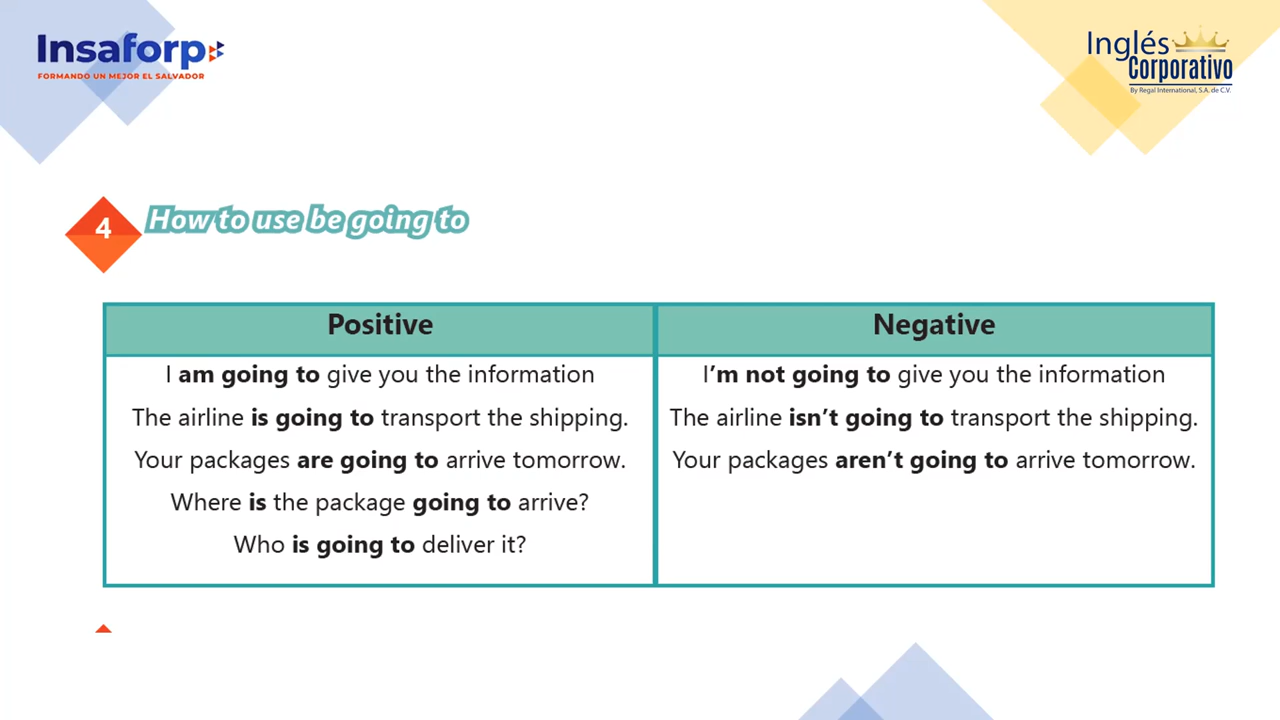 Insaforp
FORMANDO UN MEJOR EL SALVADOR
Inglés
Corporativo
By Regal International, S.A. de C.V.
4
How to use be going to
Positive
Negative
I am going to give you the information
I'm not going to give you the information
The airline is going to transport the shipping.
The airline isn't going to transport the shipping.
Your packages are going to arrive tomorrow.
Your packages aren't going to arrive tomorrow.
Where is the package going to arrive?
Who is going to deliver it?